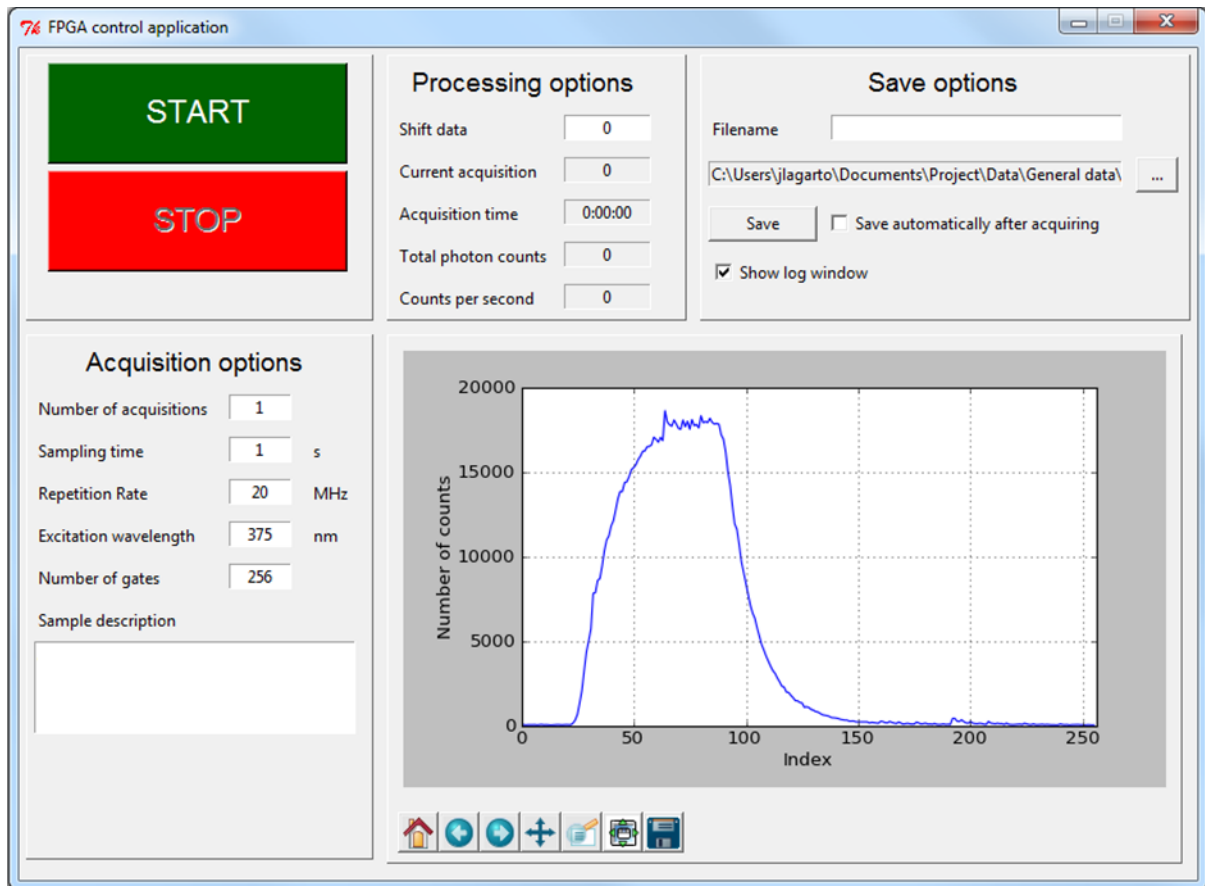 FPGA control application
START
STOP
Processing options
Shift data 0
Current acquisition 0
Acquisition time 0:00:00
Total photon counts 0
Counts per second 0
Save options
Filename
C:\Users\jlagarto\Documents\Project\Data\General data\ ...
Save Save automatically after acquiring
Show log window
Acquisition options
Number of acquisitions 1
Sampling time 1 s
Repetition Rate 20 MHz
Excitation wavelength 375 nm
Number of gates 256
Sample description
20000
15000
10000
5000
0
Number of counts
0 50 100 150 200 250
Index